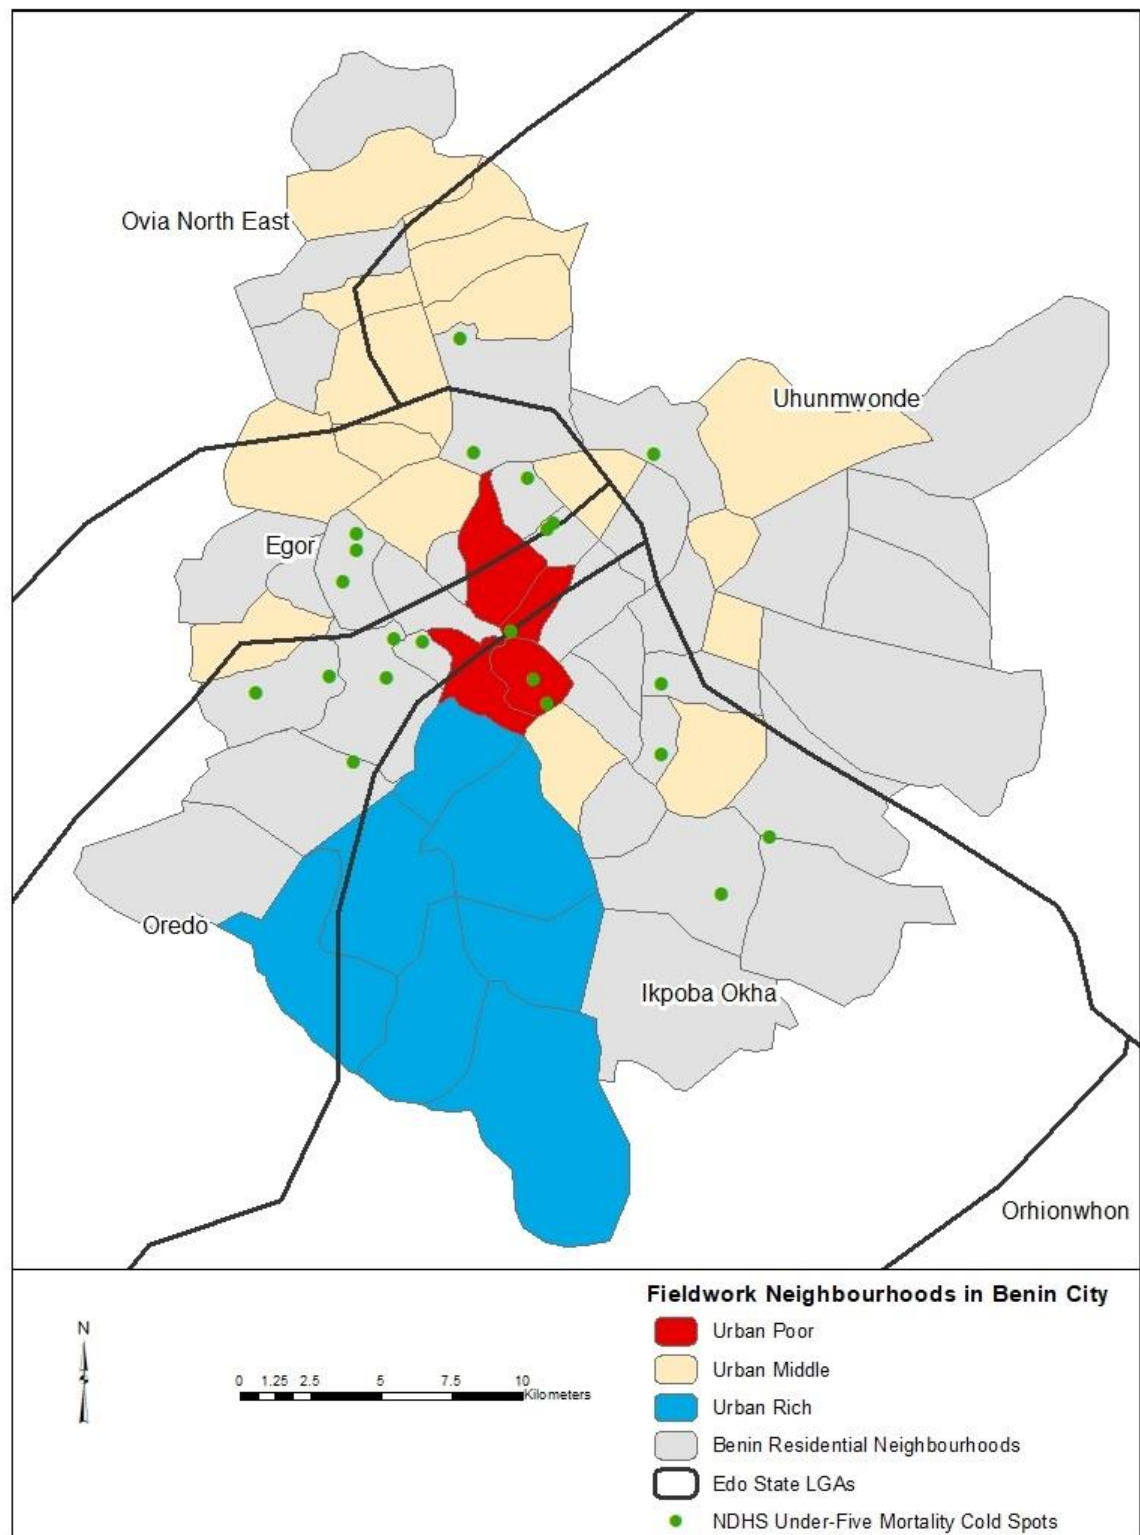 Ovia North East
Uhunmwonde
Egor
Oredo
Ikpoba Okha
Orhionwhon
Fieldwork Neighbourhoods in Benin City
Urban Poor
Urban Middle
Urban Rich
Benin Residential Neighbourhoods
Edo State LGAs
NDHS Under-Five Mortality Cold Spots
N
0 1.25 2.5 5 7.5 10
Kilometers